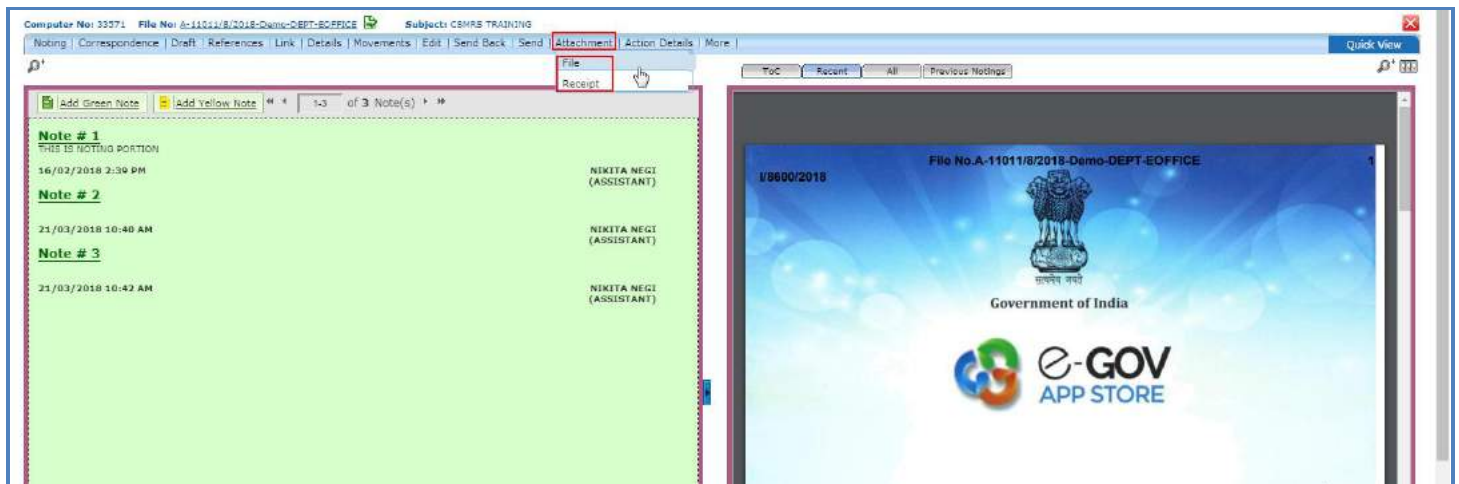 Computer No: 33571 File No: A-11011/8/2018-Demo-DEPT-EOFFICE Subject: CSMRS TRAINING
Noting | Correspondence | Draft | References | Link | Details | Movements | Edit | Send Back | Send | Attachment | Action Details | More |
Quick View
File
Receipt
ToC Recent All Previous Notings
Add Green Note Add Yellow Note 1-3 of 3 Note(s)
Note # 1
THIS IS NOTING PORTION
16/02/2018 2:39 PM NIKITA NEGI
(ASSISTANT)
Note # 2
21/03/2018 10:40 AM NIKITA NEGI
(ASSISTANT)
Note # 3
21/03/2018 10:42 AM NIKITA NEGI
(ASSISTANT)
File No.A-11011/8/2018-Demo-DEPT-EOFFICE 1
I/8600/2018
सत्यमेव जयते
Government of India
e-GOV
APP STORE